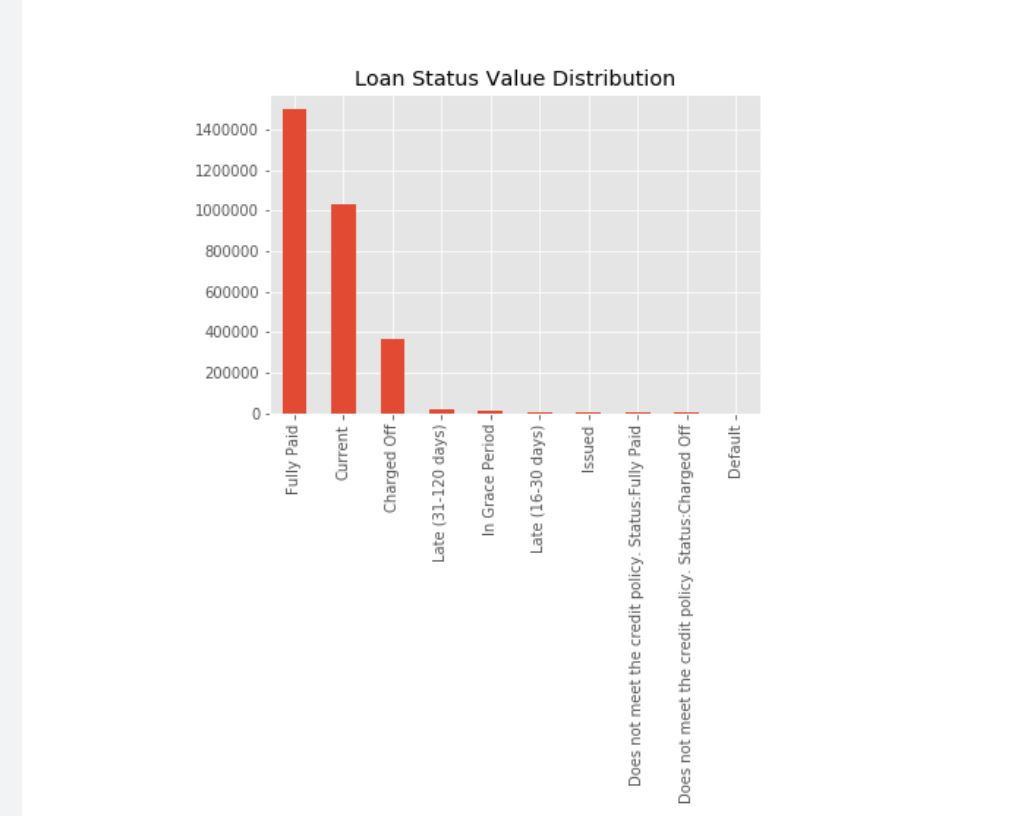 Loan Status Value Distribution
1400000
1200000
1000000
800000
600000
400000
200000
0
Fully Paid
Current
Charged Off
Late (31-120 days)
In Grace Period
Late (16-30 days)
Issued
Does not meet the credit policy. Status:Fully Paid
Does not meet the credit policy. Status:Charged Off
Default